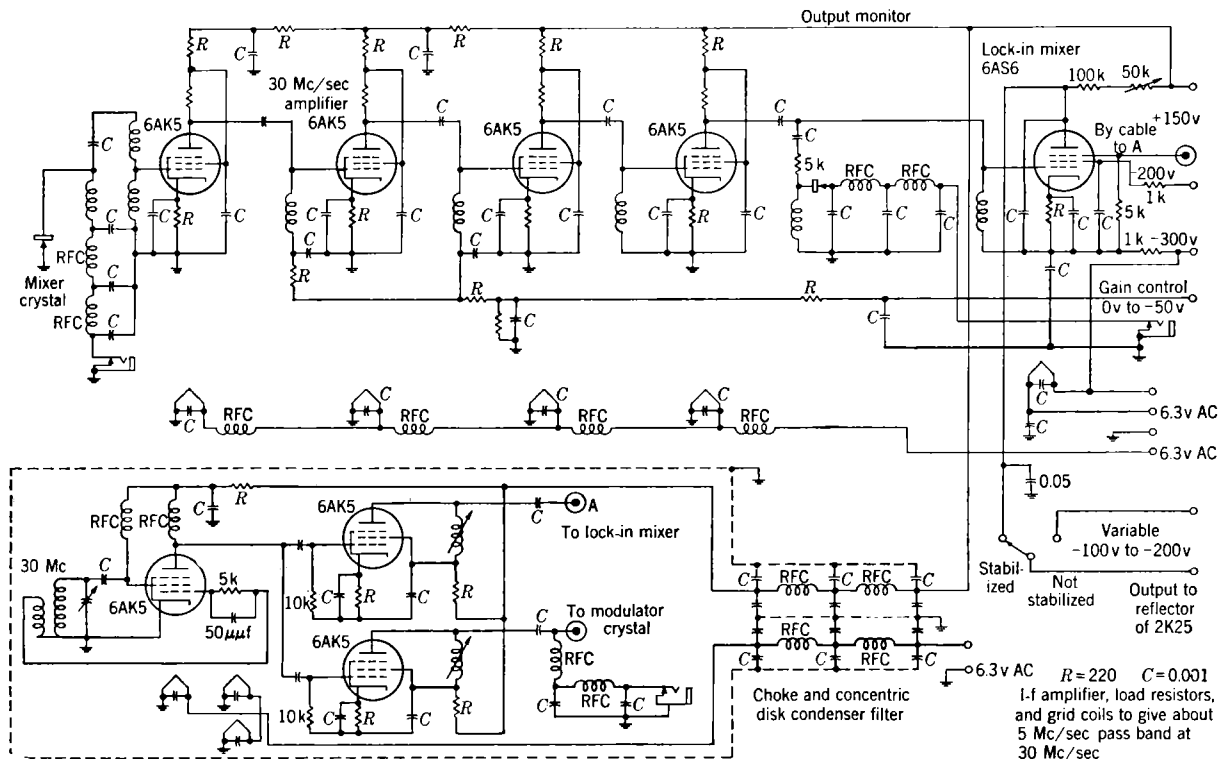 Output monitor
Lock-in mixer
6AS6
R
C
R
R
C
R
R
R
100k
50k
30 Mc/sec
amplifier
6AK5
6AK5
6AK5
6AK5
C
C
C
C
C
C
5k
RFC
RFC
+150v
By cable
to A
-200v
1k
5k
1k
-300v
C
R
C
C
R
C
C
R
C
C
R
C
C
C
C
C
R
C
C
C
C
C
RFC
C
RFC
C
Mixer
crystal
R
R
C
R
C
Gain control
0v to -50v
C
RFC
C
RFC
C
RFC
C
RFC
C
6.3v AC
6.3v AC
0.05
RFC
RFC
C
R
6AK5
C
A
To lock-in mixer
30 Mc
C
5k
6AK5
50μμf
10k
C
R
C
R
6AK5
10k
C
R
C
R
To modulator
crystal
C
RFC
C
RFC
C
C
RFC
C
RFC
C
C
RFC
C
RFC
C
6.3v AC
Choke and concentric
disk condenser filter
Stabil-
ized
Not
stabilized
Variable
-100v to -200v
Output to
reflector
of 2K25
R=220 C=0.001
I-f amplifier, load resistors,
and grid coils to give about
5 Mc/sec pass band at
30 Mc/sec